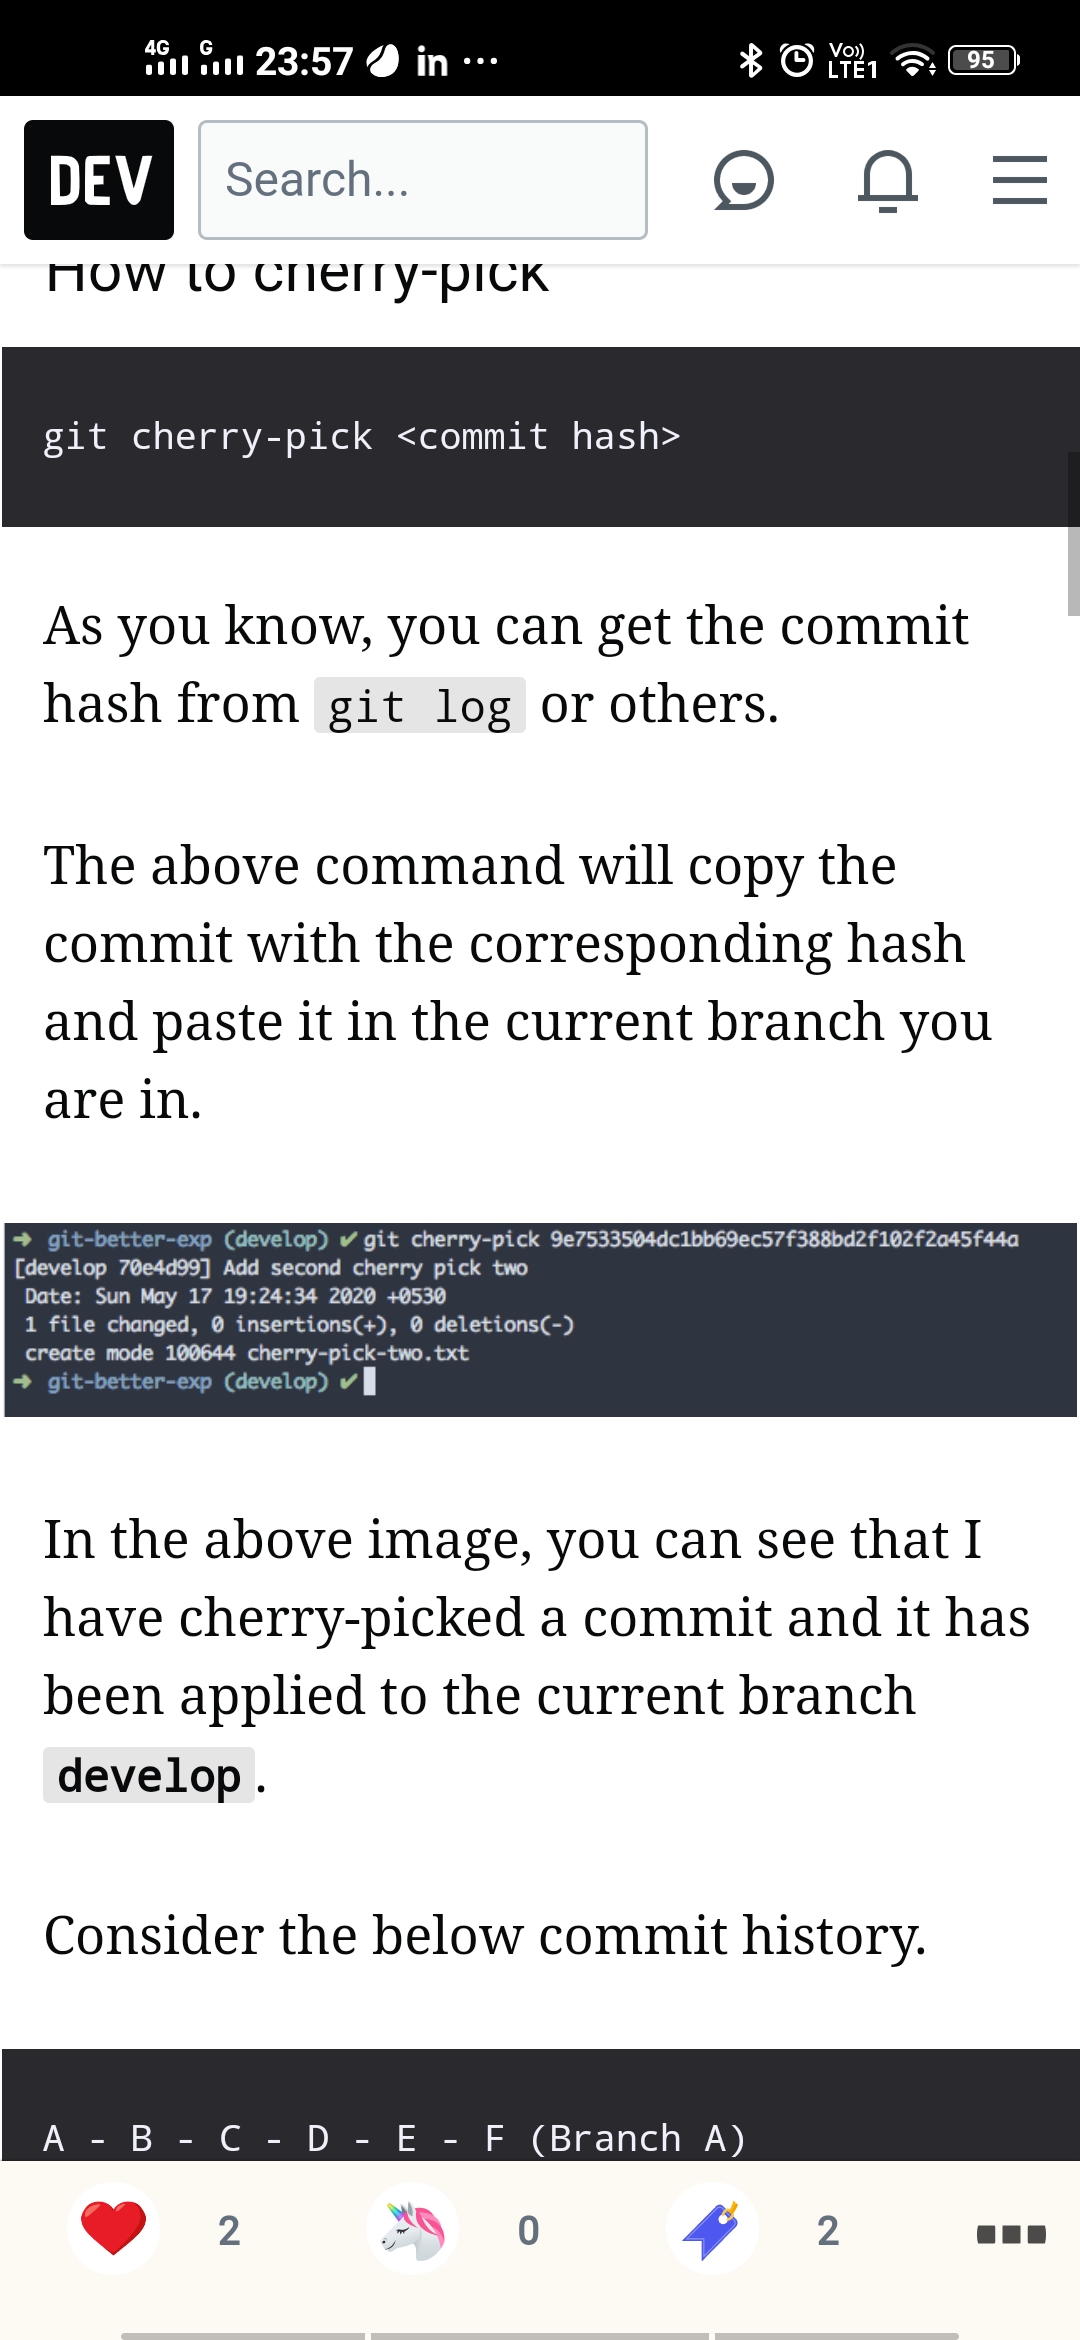 4G G 23:57 in ... Vo)) LTE1 95
DEV Search...
How to cherry-pick
git cherry-pick <commit hash>
As you know, you can get the commit
hash from git log or others.
The above command will copy the
commit with the corresponding hash
and paste it in the current branch you
are in.
➜ git-better-exp (develop) ✔ git cherry-pick 9e7533504dc1bb69ec57f388bd2f102f2a45f44a
[develop 70e4d99] Add second cherry pick two
Date: Sun May 17 19:24:34 2020 +0530
1 file changed, 0 insertions(+), 0 deletions(-)
create mode 100644 cherry-pick-two.txt
➜ git-better-exp (develop) ✔
In the above image, you can see that I
have cherry-picked a commit and it has
been applied to the current branch
develop.
Consider the below commit history.
A - B - C - D - E - F (Branch A)
2 0 2